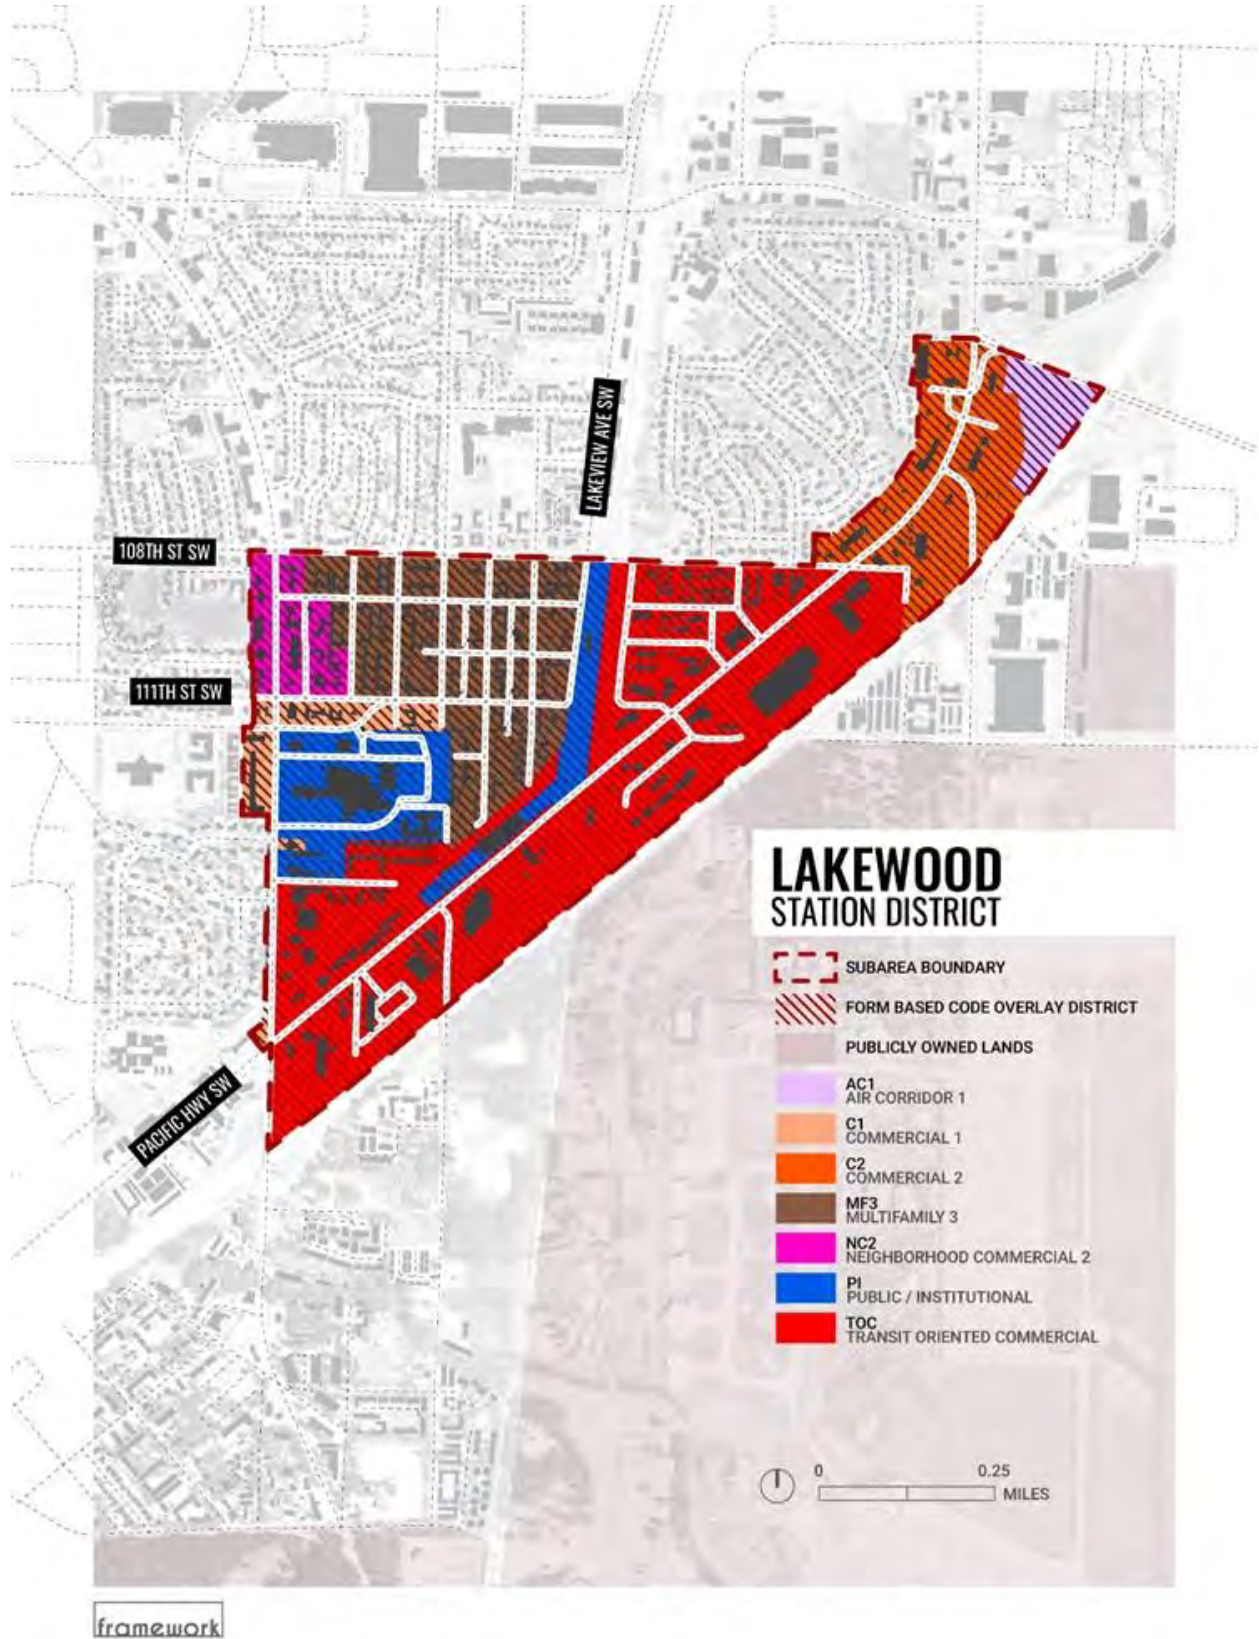 LAKEVIEW AVE SW
108TH ST SW
111TH ST SW
PACIFIC HWY SW
LAKEWOOD
STATION DISTRICT
SUBAREA BOUNDARY
FORM BASED CODE OVERLAY DISTRICT
PUBLICLY OWNED LANDS
AC1
AIR CORRIDOR 1
C1
COMMERCIAL 1
C2
COMMERCIAL 2
MF3
MULTIFAMILY 3
NC2
NEIGHBORHOOD COMMERCIAL 2
PI
PUBLIC / INSTITUTIONAL
TOC
TRANSIT ORIENTED COMMERCIAL
0 0.25
MILES
framework